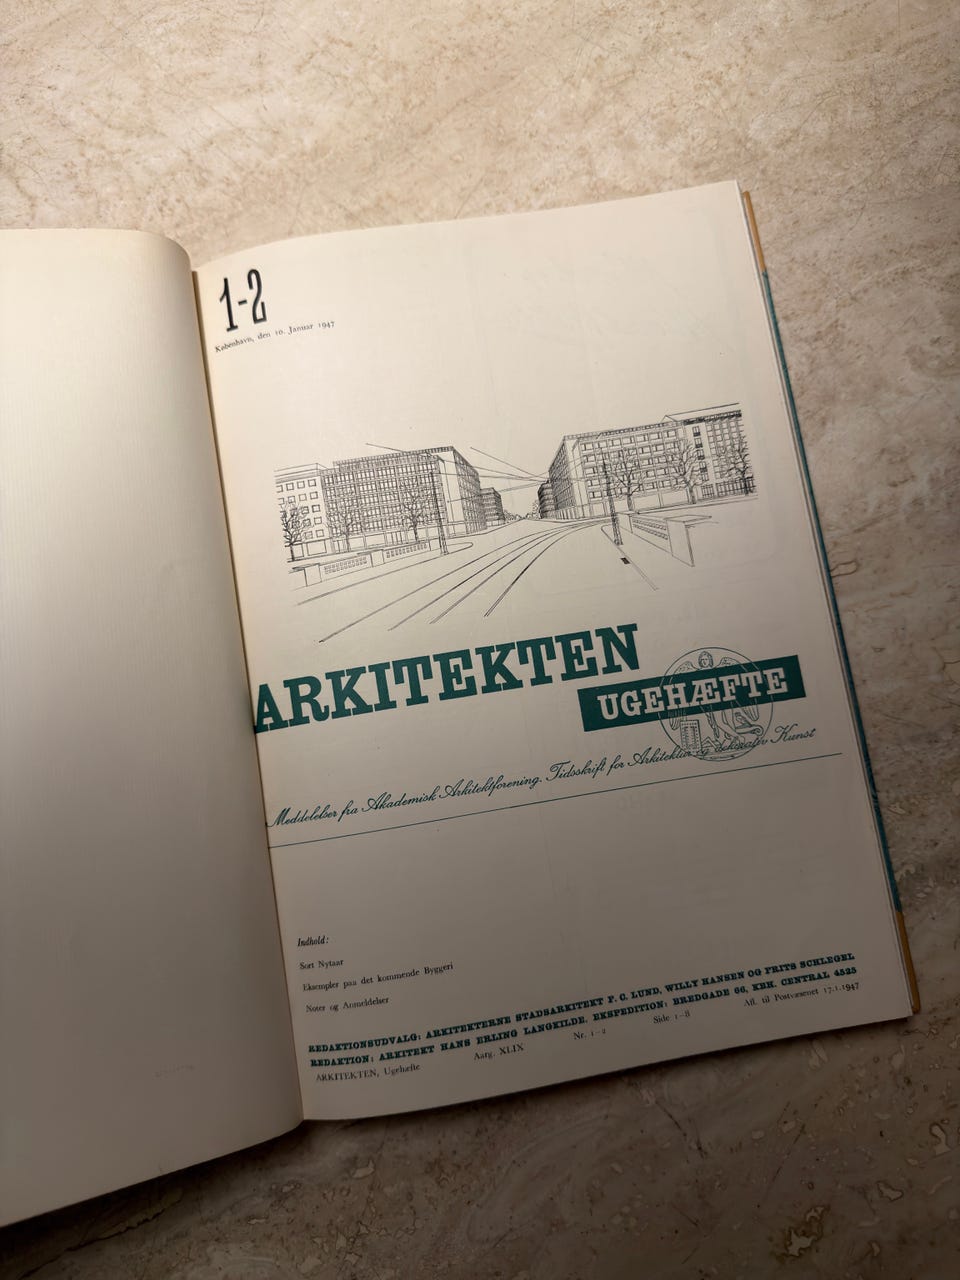 1-2
København, den 10. Januar 1947
ARKITEKTEN
UGEHÆFTE
Meddelelser fra Akademisk Arkitektforening. Tidsskrift for Arkitektur og dekorativ Kunst
Indhold:
Sort Nytaar
Eksempler paa det kommende Byggeri
Noter og Anmeldelser
REDAKTIONSUDVALG: ARKITEKTERNE STADSARKITEKT F. C. LUND, WILLY HANSEN OG FRITS SCHLEGEL
REDAKTION: ARKITEKT HANS ERLING LANGKILDE. EKSPEDITION: BREDGADE 66, KBH. CENTRAL 4525
ARKITEKTEN, Ugehæfte Aarg. XLIX Nr. 1-2 Side 1-8 Afl. til Postvæsenet 17.1.1947